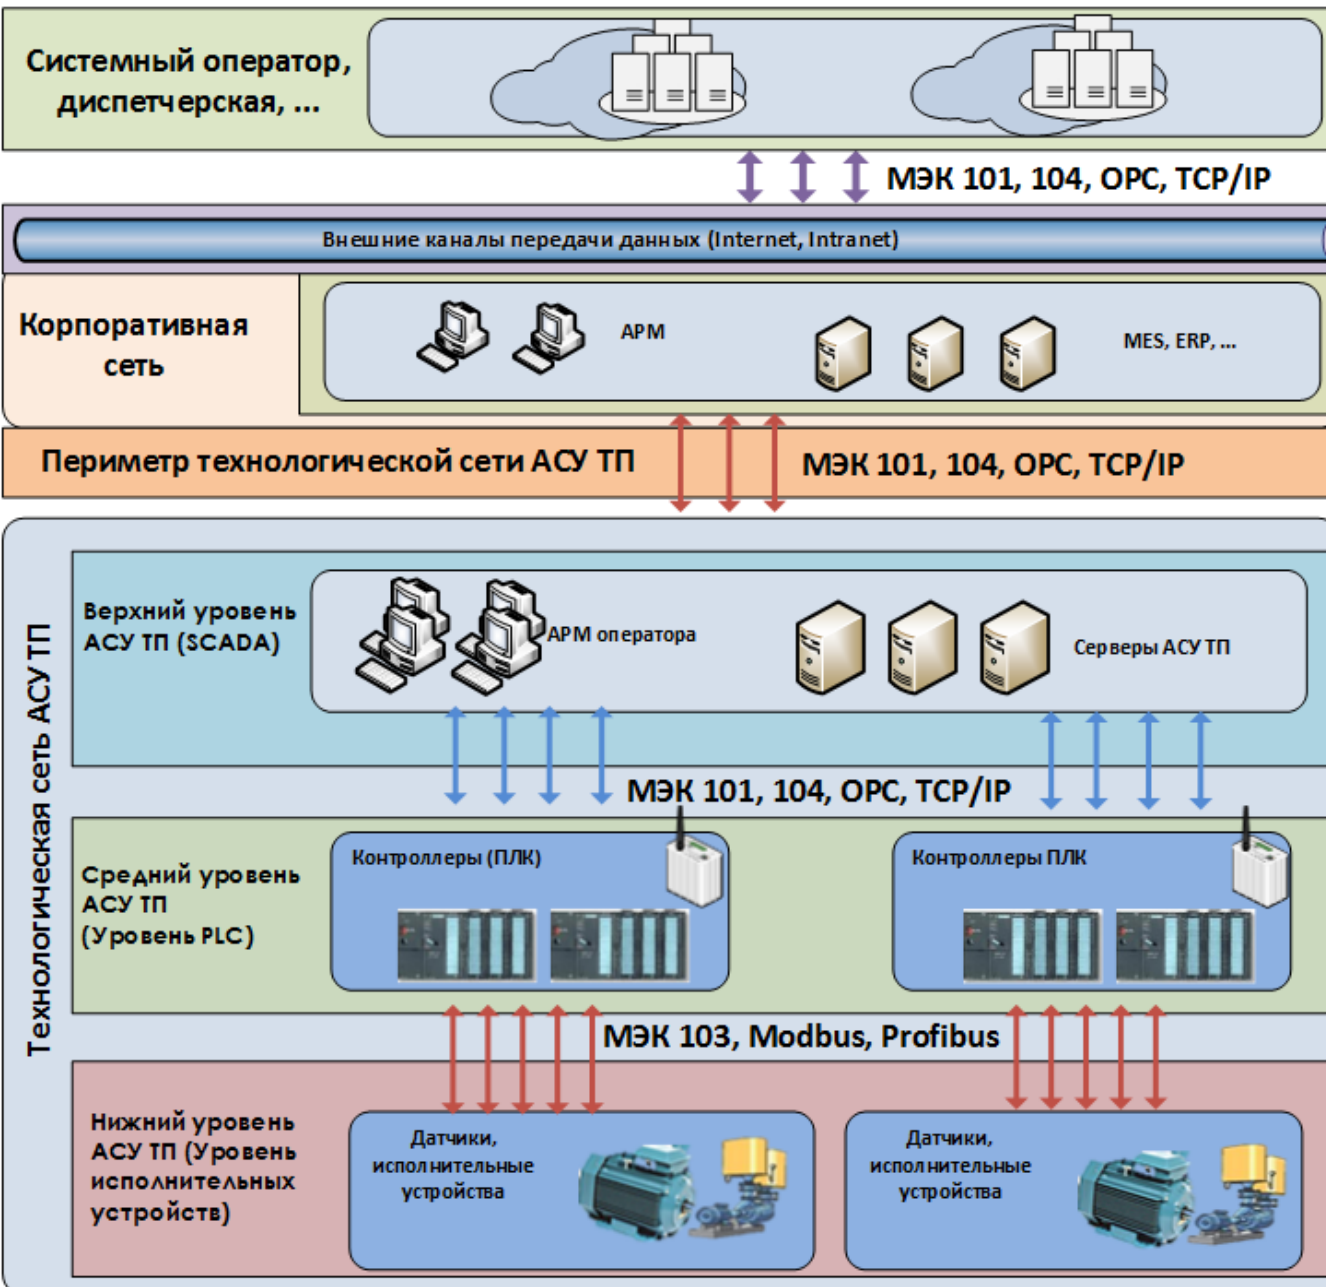 Системный оператор,
диспетчерская, ...
МЭК 101, 104, OPC, TCP/IP
Внешние каналы передачи данных (Internet, Intranet)
Корпоративная
сеть
АРМ
MES, ERP, ...
Периметр технологической сети АСУ ТП
МЭК 101, 104, OPC, TCP/IP
Технологическая сеть АСУ ТП
Верхний уровень
АСУ ТП (SCADA)
АРМ оператора
Серверы АСУ ТП
МЭК 101, 104, OPC, TCP/IP
Средний уровень
АСУ ТП
(Уровень PLC)
Контроллеры (ПЛК)
Контроллеры ПЛК
МЭК 103, Modbus, Profibus
Нижний уровень
АСУ ТП (Уровень
исполнительных
устройств)
Датчики,
исполнительные
устройства
Датчики,
исполнительные
устройства